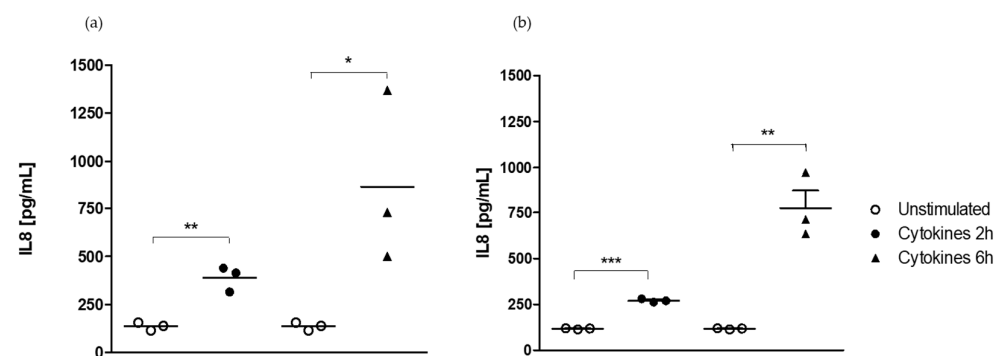 (a)
(b)
IL8 [pg/mL]
1500
1250
1000
750
500
250
0
**
*
IL8 [pg/mL]
1500
1250
1000
750
500
250
0
***
**
Unstimulated
Cytokines 2h
Cytokines 6h